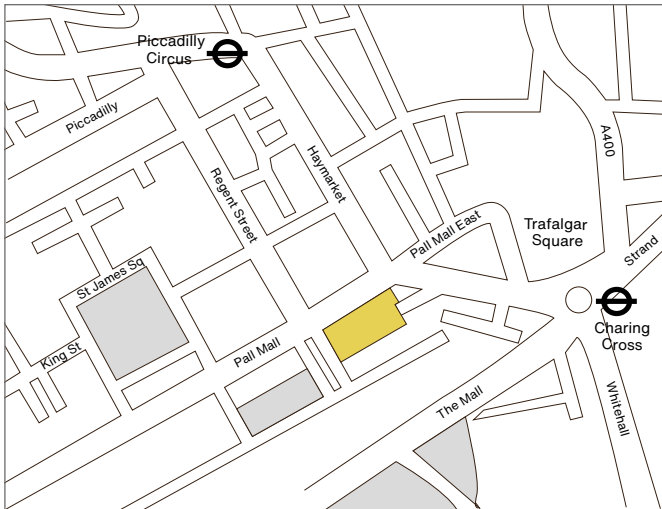 Piccadilly
Circus
Piccadilly
A400
Haymarket
Regent Street
Pall Mall East
Trafalgar
Square
Strand
St James Sq
Charing
Cross
King St
Pall Mall
The Mall
Whitehall